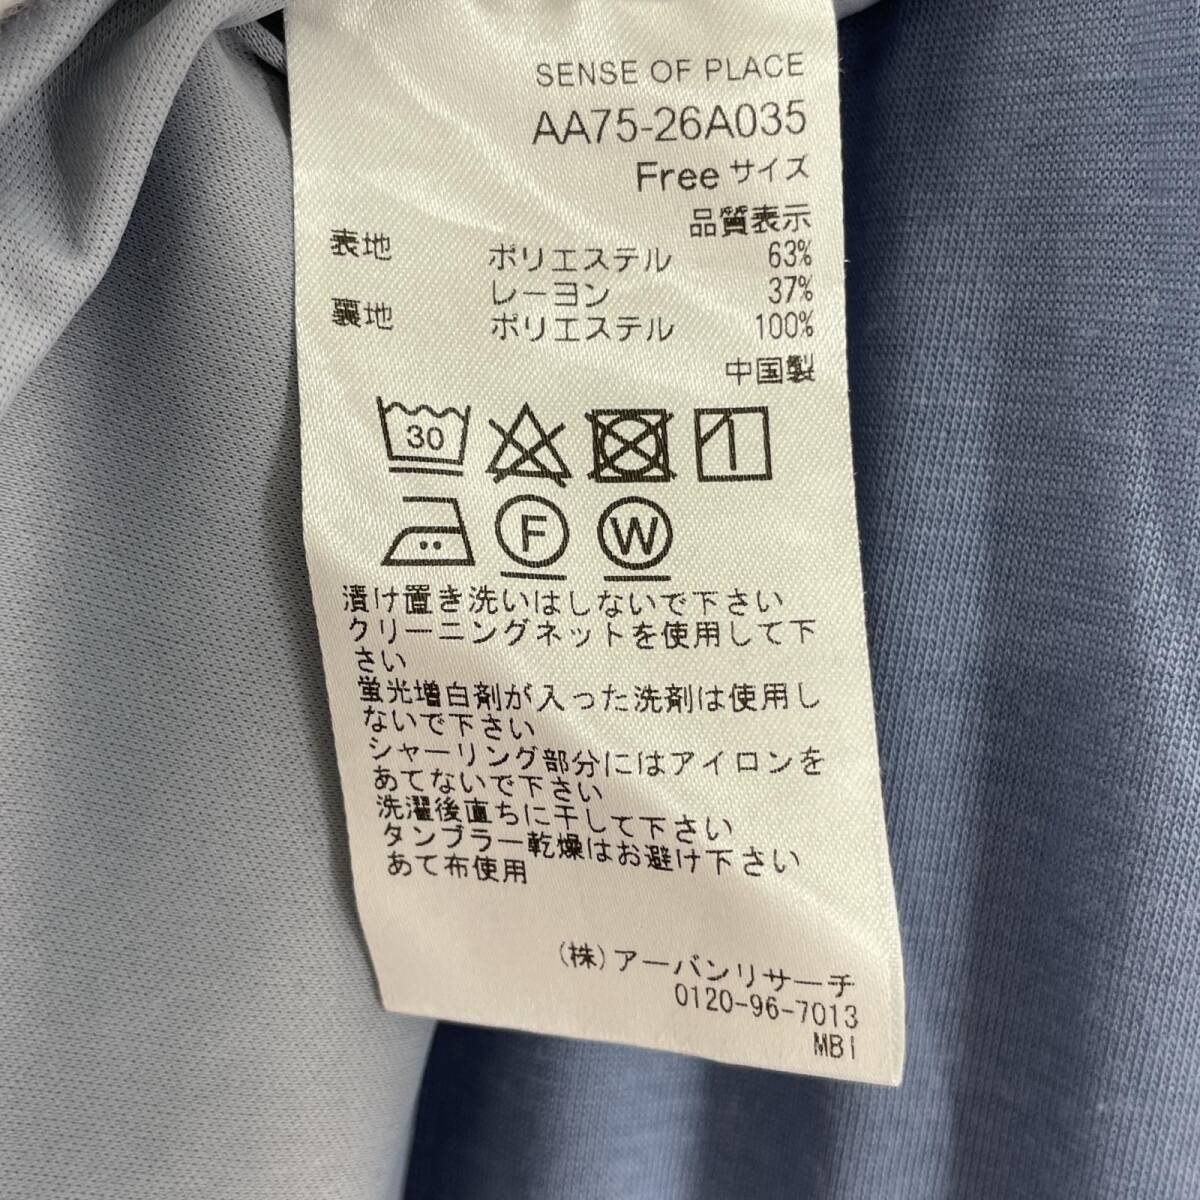 SENSE OF PLACE
AA75-26A035
Free サイズ
品質表示
表地 ポリエステル 63%
レーヨン 37%
裏地 ポリエステル 100%
中国製
30
F W
漬け置き洗いはしないで下さい
クリーニングネットを使用して下
さい
蛍光増白剤が入った洗剤は使用し
ないで下さい
シャーリング部分にはアイロンを
あてないで下さい
洗濯後直ちに干して下さい
タンブラー乾燥はお避け下さい
あて布使用
(株)アーバンリサーチ
0120-96-7013
MBI